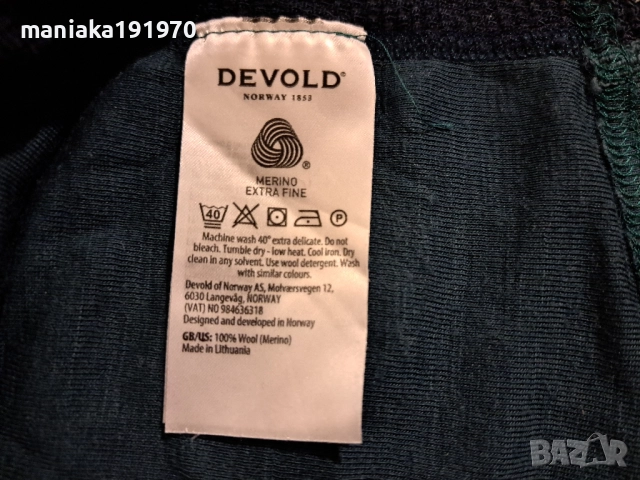 maniaka191970
DEVOLD®
NORWAY 1853
®
MERINO
EXTRA FINE
40 P
Machine wash 40° extra delicate. Do not
bleach. Tumble dry - low heat. Cool iron. Dry
clean in any solvent. Use wool detergent. Wash
with similar colours.
Devold of Norway AS, Molværsvegen 12,
6030 Langevåg, NORWAY
(VAT) NO 984636318
Designed and developed in Norway
GB/US: 100% Wool (Merino)
Made in Lithuania
BAZAR